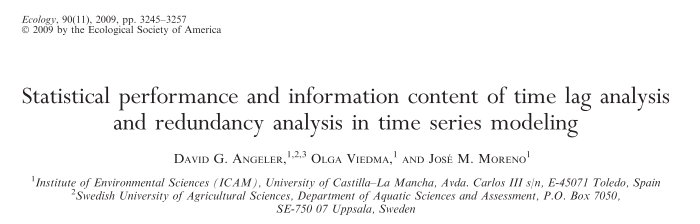 Ecology, 90(11), 2009, pp. 3245–3257
© 2009 by the Ecological Society of America
Statistical performance and information content of time lag analysis
and redundancy analysis in time series modeling
DAVID G. ANGELER,1,2,3 OLGA VIEDMA,1 AND JOSÈ M. MORENO1
1Institute of Environmental Sciences (ICAM), University of Castilla–La Mancha, Avda. Carlos III s/n, E-45071 Toledo, Spain
2Swedish University of Agricultural Sciences, Department of Aquatic Sciences and Assessment, P.O. Box 7050,
SE-750 07 Uppsala, Sweden